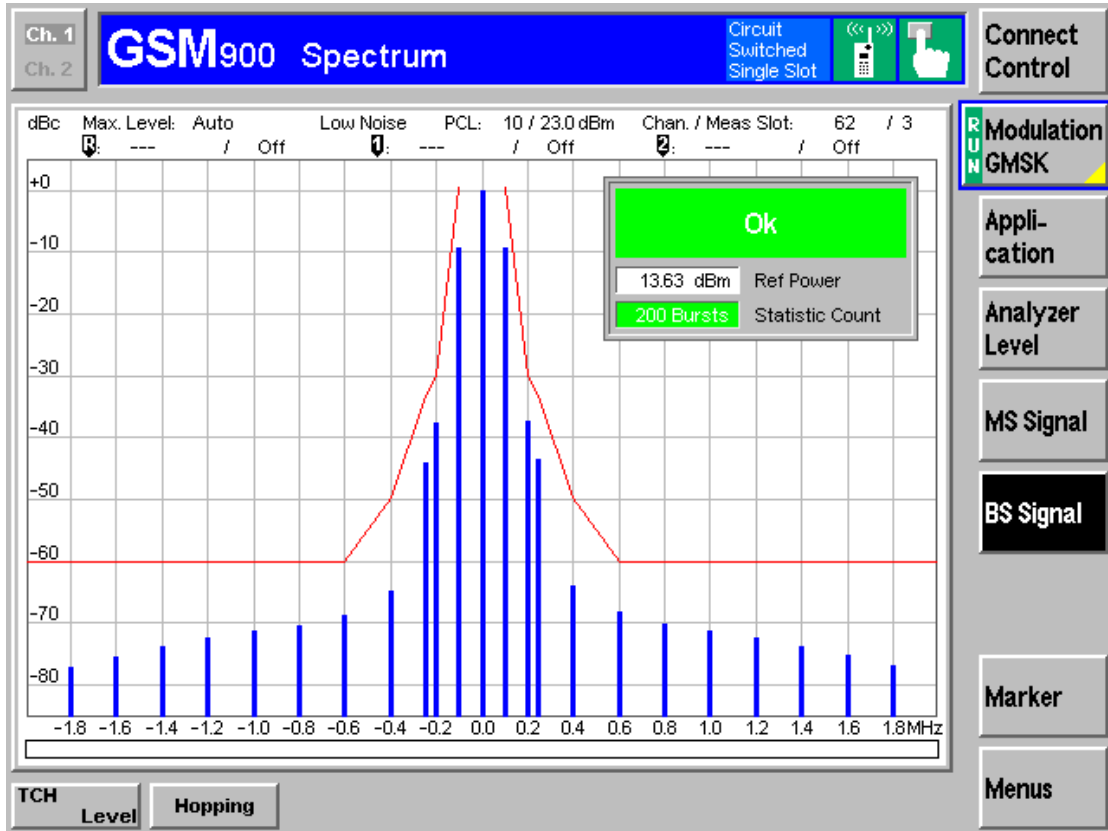 Ch. 1
Ch. 2
GSM900 Spectrum
Circuit
Switched
Single Slot
Connect
Control
dBc Max. Level: Auto Low Noise PCL: 10 / 23.0 dBm Chan. / Meas Slot: 62 / 3
R: --- / Off 1: --- / Off 2: --- / Off
RUN
Modulation
GMSK
+0
-10
-20
-30
-40
-50
-60
-70
-80
Ok
13.63 dBm Ref Power
200 Bursts Statistic Count
-1.8 -1.6 -1.4 -1.2 -1.0 -0.8 -0.6 -0.4 -0.2 0.0 0.2 0.4 0.6 0.8 1.0 1.2 1.4 1.6 1.8MHz
Appli-
cation
Analyzer
Level
MS Signal
BS Signal
Marker
Menus
TCH
Level
Hopping